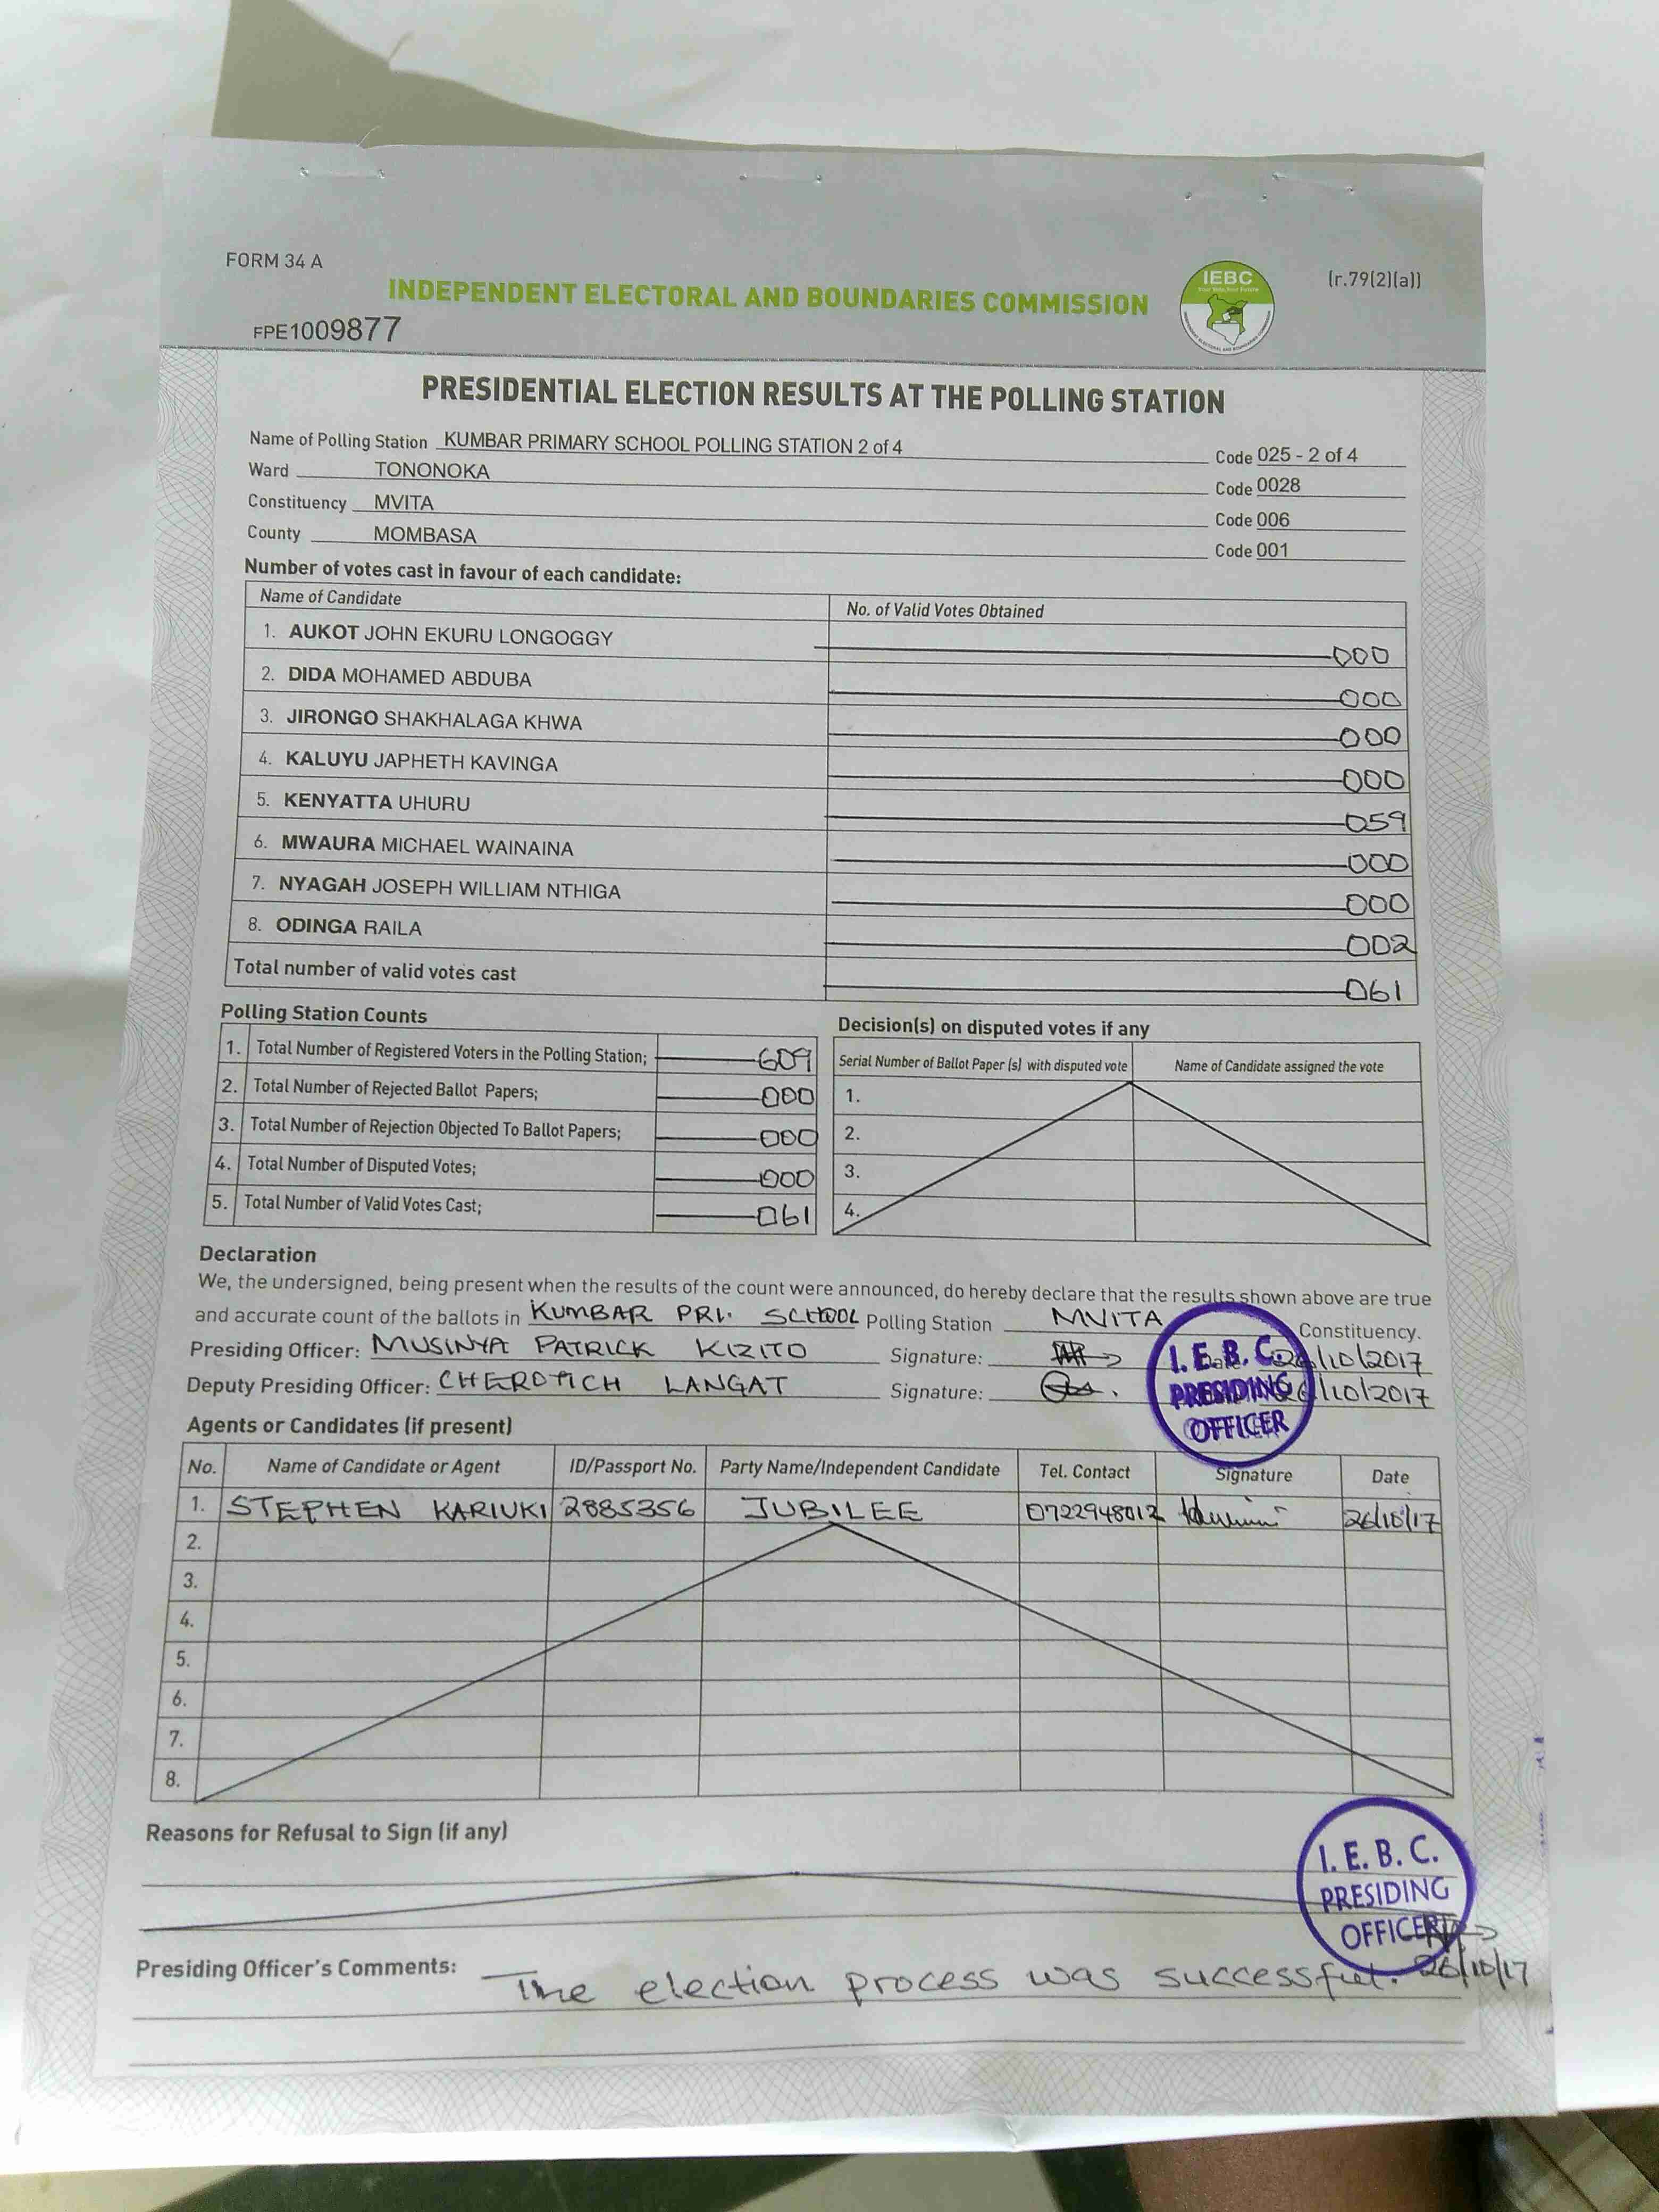 FORM 34 A
INDEPENDENT ELECTORAL AND BOUNDARIES COMMISSION
IEBC
(r.79(2)(a))
FPE1009877
PRESIDENTIAL ELECTION RESULTS AT THE POLLING STATION
Name of Polling Station KUMBAR PRIMARY SCHOOL POLLING STATION 2 of 4 Code 025 - 2 of 4
Ward TONONOKA Code 0028
Constituency MVITA Code 006
County MOMBASA Code 001
Number of votes cast in favour of each candidate:
Name of Candidate No. of Valid Votes Obtained
1. AUKOT JOHN EKURU LONGOGGY 000
2. DIDA MOHAMED ABDUBA 000
3. JIRONGO SHAKHALAGA KHWA 000
4. KALUYU JAPHETH KAVINGA 000
5. KENYATTA UHURU 059
6. MWAURA MICHAEL WAINAINA 000
7. NYAGAH JOSEPH WILLIAM NTHIGA 000
8. ODINGA RAILA 002
Total number of valid votes cast 061
Polling Station Counts
1. Total Number of Registered Voters in the Polling Station; 609
2. Total Number of Rejected Ballot Papers; 000
3. Total Number of Rejection Objected To Ballot Papers; 000
4. Total Number of Disputed Votes; 000
5. Total Number of Valid Votes Cast; 061
Decision(s) on disputed votes if any
Serial Number of Ballot Paper (s) with disputed vote Name of Candidate assigned the vote
1.
2.
3.
4.
Declaration
We, the undersigned, being present when the results of the count were announced, do hereby declare that the results shown above are true
and accurate count of the ballots in KUMBAR PRI. SCHOOL Polling Station MVITA Constituency.
Presiding Officer: MUSINYA PATRICK KIZITO Signature: Date 26/10/2017
Deputy Presiding Officer: CHEROTICH LANGAT Signature: 26/10/2017
I.E.B.C.
PRESIDING
OFFICER
Agents or Candidates (if present)
No. Name of Candidate or Agent ID/Passport No. Party Name/Independent Candidate Tel. Contact Signature Date
1. STEPHEN KARIUKI 2885356 JUBILEE 0722948012 26/10/17
2.
3.
4.
5.
6.
7.
8.
Reasons for Refusal to Sign (if any)
I. E. B. C.
PRESIDING
OFFICER
Presiding Officer's Comments: The election process was successful. 26/10/17